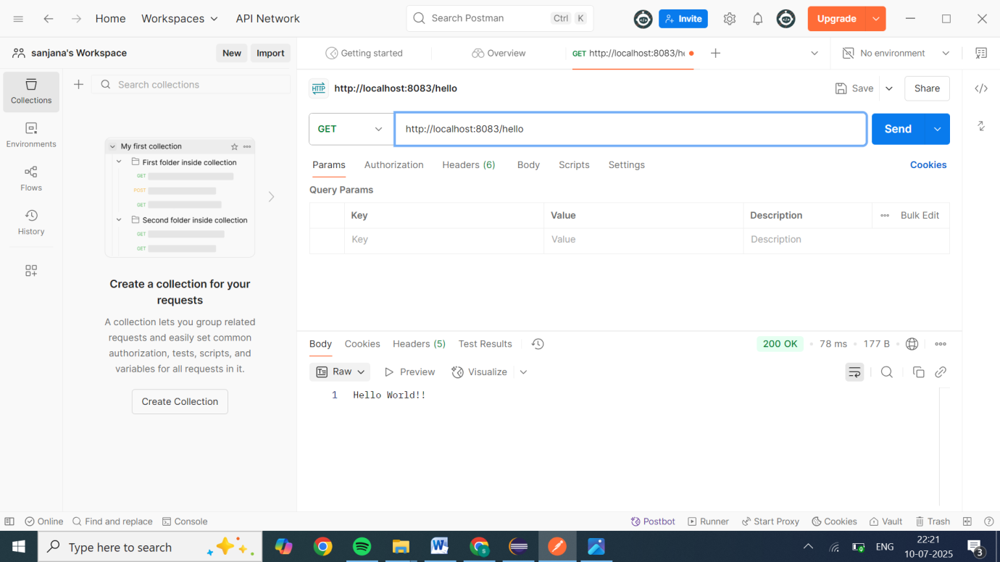 Home Workspaces API Network Search Postman Ctrl K Invite Upgrade
sanjana's Workspace New Import Getting started Overview GET http://localhost:8083/he No environment
Collections
Search collections
HTTP http://localhost:8083/hello Save Share
Environments
Flows
History
GET http://localhost:8083/hello Send
Params Authorization Headers (6) Body Scripts Settings Cookies
Query Params
Key Value Description Bulk Edit
Key Value Description
My first collection
First folder inside collection
GET
POST
GET
Second folder inside collection
GET
GET
Create a collection for your
requests
A collection lets you group related
requests and easily set common
authorization, tests, scripts, and
variables for all requests in it.
Create Collection
Body Cookies Headers (5) Test Results 200 OK 78 ms 177 B
Raw Preview Visualize
1 Hello World!!
Online Find and replace Console Postbot Runner Start Proxy Cookies Vault Trash
Type here to search ENG 22:21
10-07-2025 3